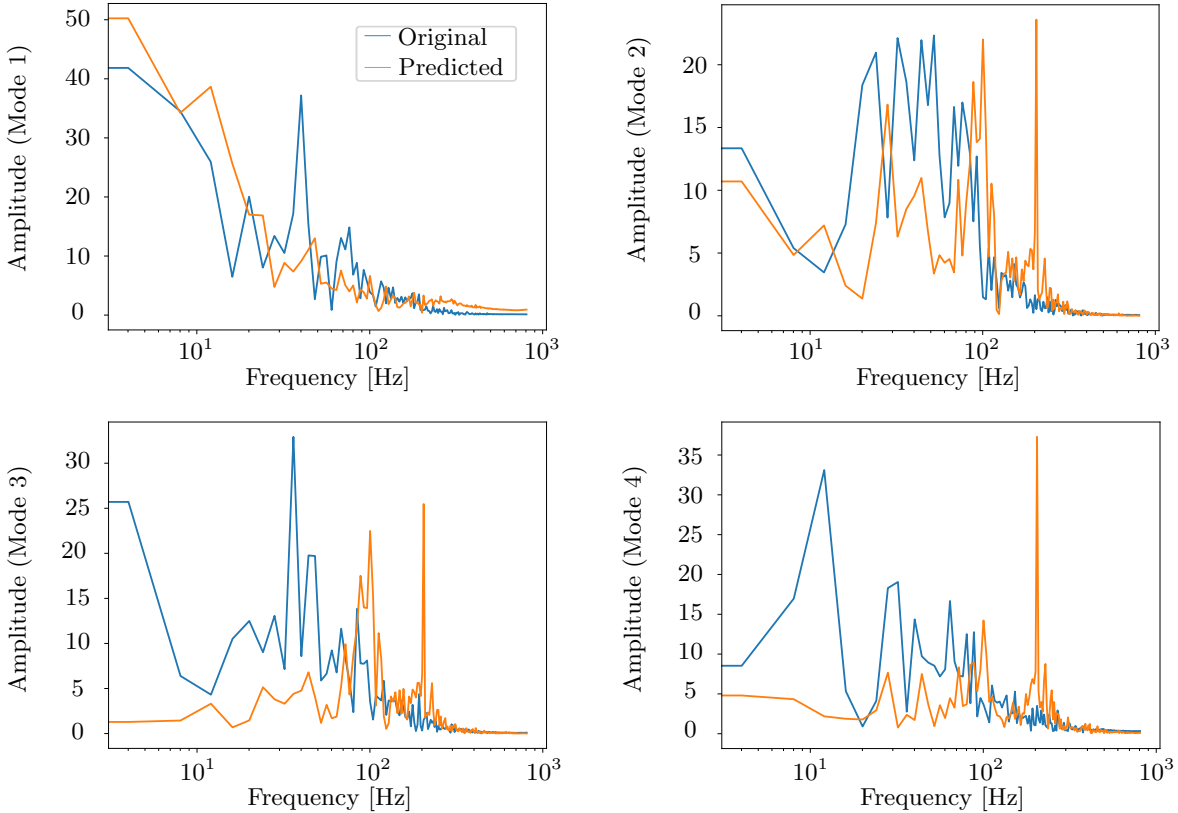 50
40
30
20
10
0
Amplitude (Mode 1)
Original
Predicted
10¹ 10² 10³
Frequency [Hz]
20
15
10
5
0
Amplitude (Mode 2)
10¹ 10² 10³
Frequency [Hz]
30
25
20
15
10
5
0
Amplitude (Mode 3)
10¹ 10² 10³
Frequency [Hz]
35
30
25
20
15
10
5
0
Amplitude (Mode 4)
10¹ 10² 10³
Frequency [Hz]